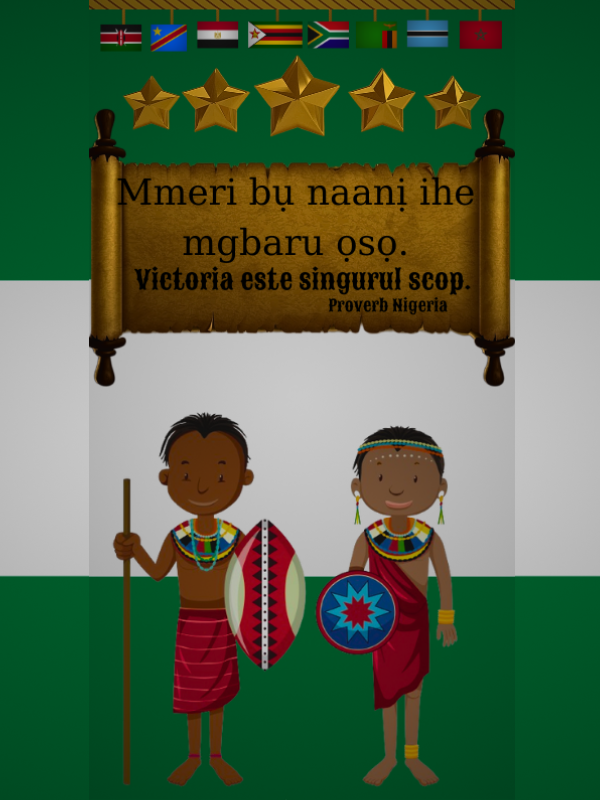 Mmeri bụ naanị ihe
mgbaru ọsọ.
Victoria este singurul scop.
Proverb Nigeria